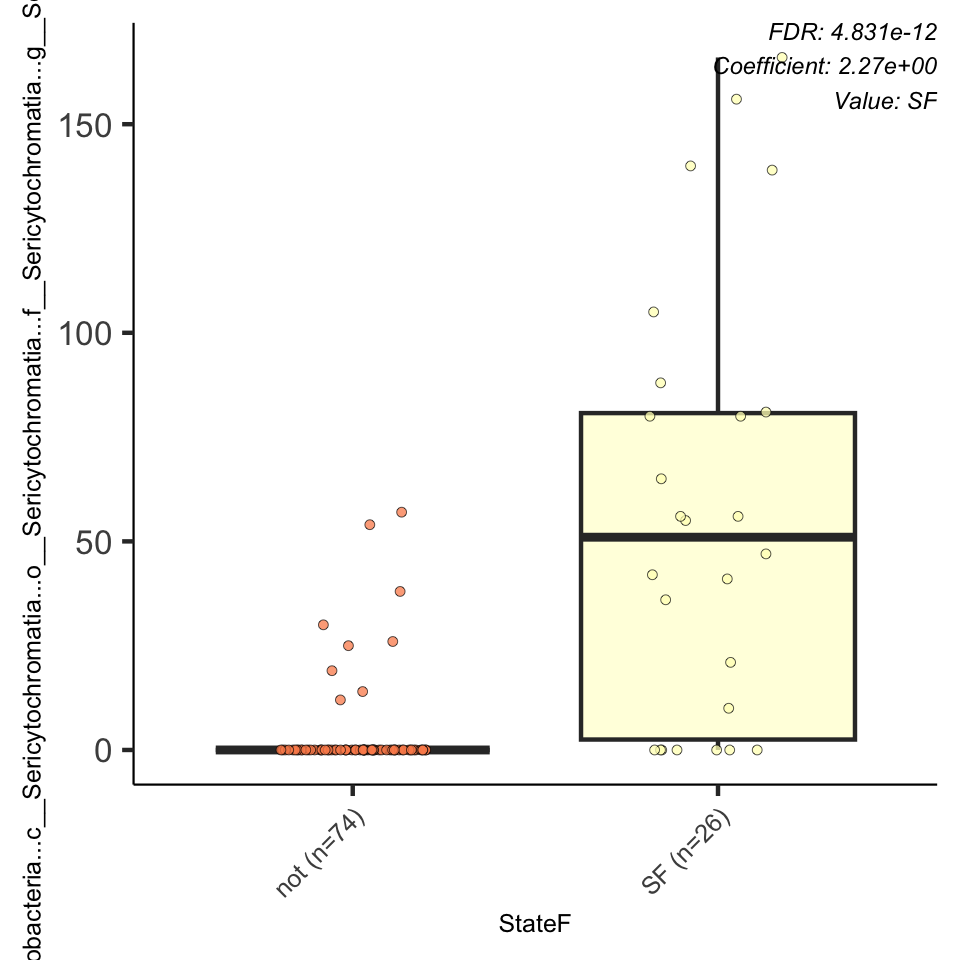 FDR: 4.831e-12
Coefficient: 2.27e+00
Value: SF
obacteria...c__Sericytochromatia...o__Sericytochromatia...f__Sericytochromatia...g__S
150
100
50
0
not (n=74)
SF (n=26)
StateF